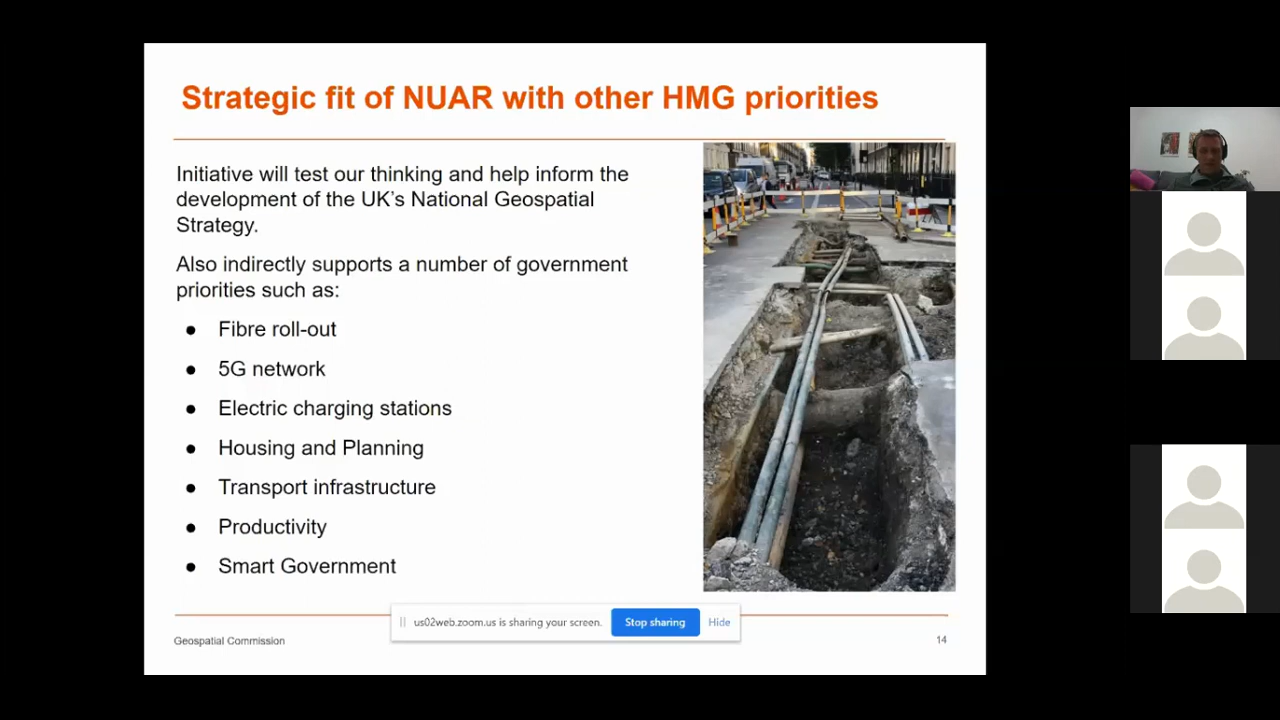 Strategic fit of NUAR with other HMG priorities
Initiative will test our thinking and help inform the
development of the UK's National Geospatial
Strategy.
Also indirectly supports a number of government
priorities such as:
● Fibre roll-out
● 5G network
● Electric charging stations
● Housing and Planning
● Transport infrastructure
● Productivity
● Smart Government
us02web.zoom.us is sharing your screen. Stop sharing Hide
Geospatial Commission 14